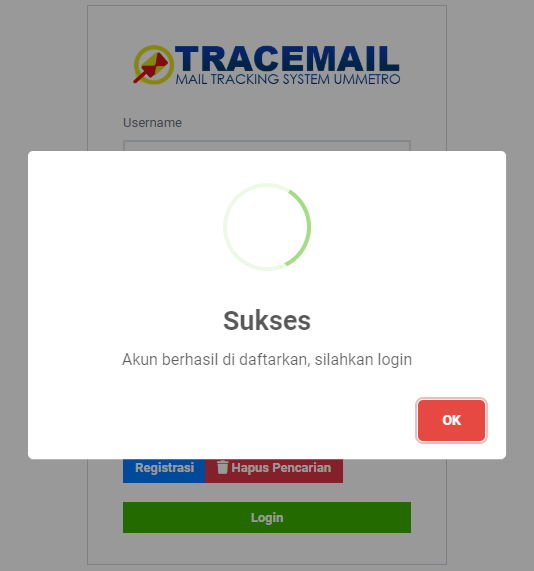 TRACEMAIL
MAIL TRACKING SYSTEM UMMETRO
Username
Sukses
Akun berhasil di daftarkan, silahkan login
OK
Registrasi
Hapus Pencarian
Login